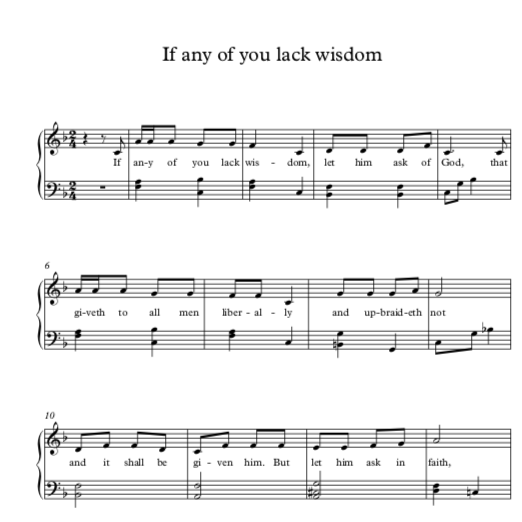 If any of you lack wisdom
If an-y of you lack wis - dom, let him ask of God, that
6
gi-veth to all men liber - al - ly and up-braid-eth not
10
and it shall be gi - ven him. But let him ask in faith,